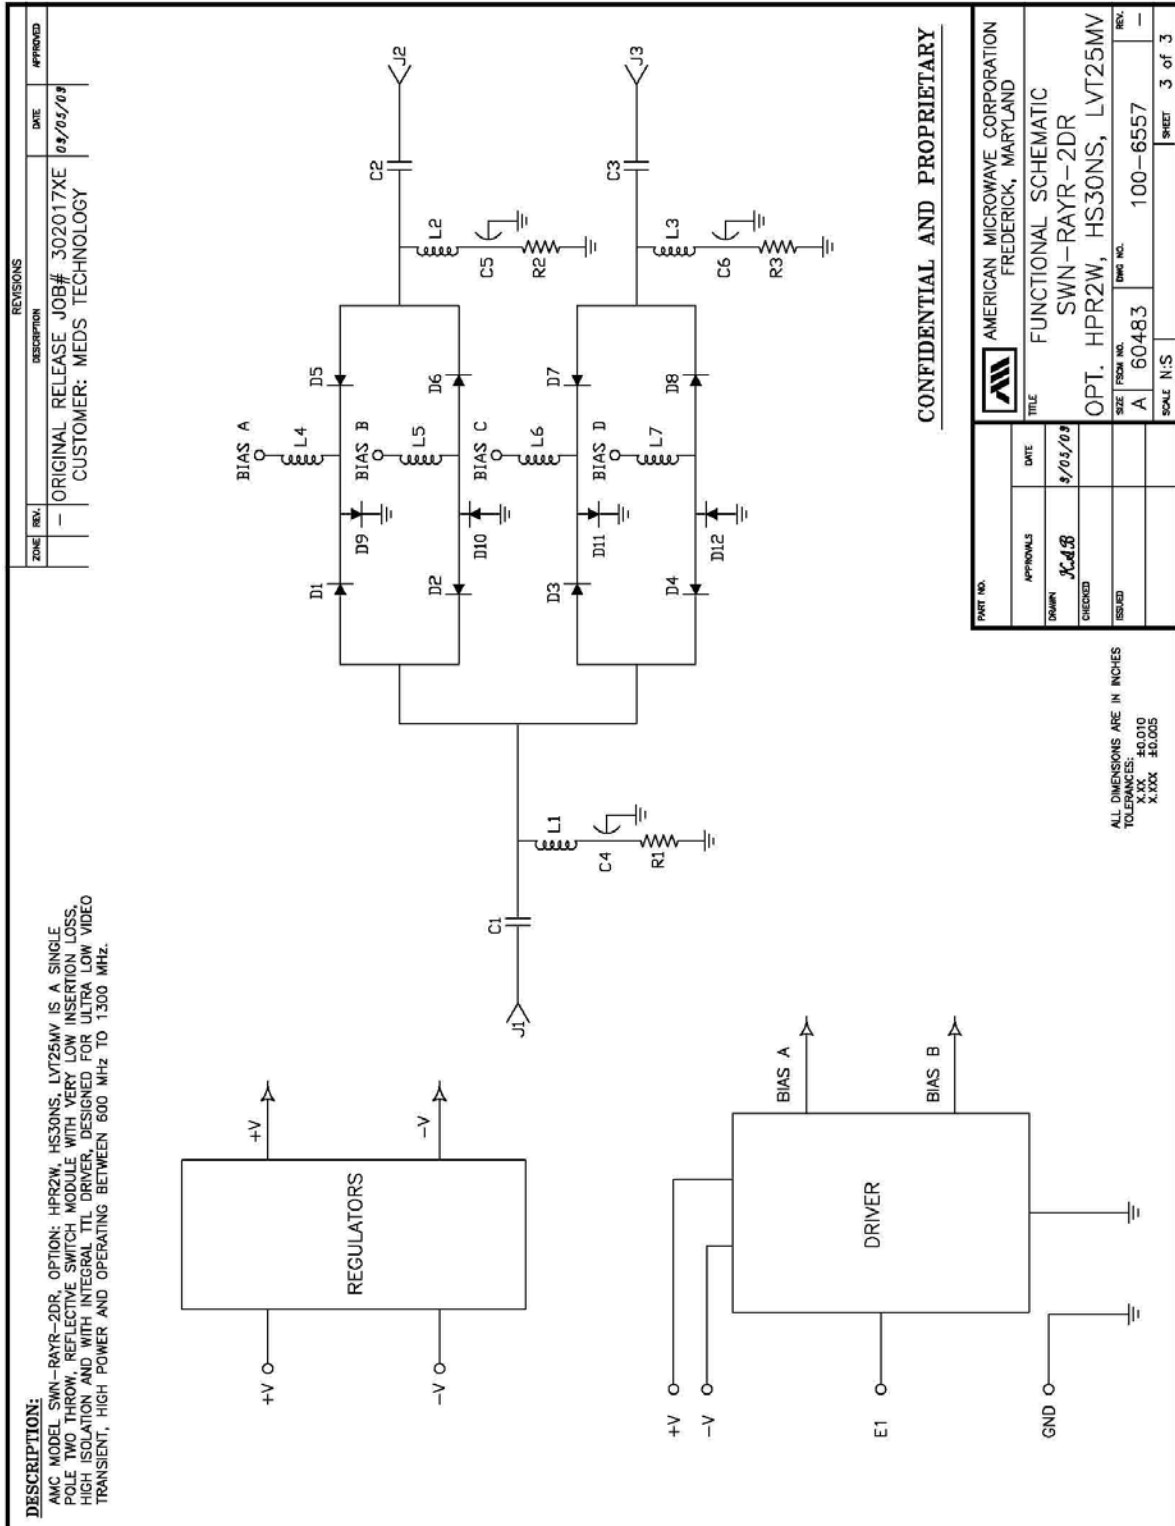 DESCRIPTION:
AMC MODEL SWN-RAYR-2DR, OPTION: HPR2W, HS30NS, LVT25MV IS A SINGLE
POLE TWO THROW, REFLECTIVE SWITCH MODULE WITH VERY LOW INSERTION LOSS,
HIGH ISOLATION AND WITH INTEGRAL TTL DRIVER, DESIGNED FOR ULTRA LOW VIDEO
TRANSIENT, HIGH POWER AND OPERATING BETWEEN 600 MHz TO 1300 MHz.
REVISIONS
ZONE REV. DESCRIPTION DATE APPROVED
— ORIGINAL RELEASE JOB# 302017XE 09/05/03
CUSTOMER: MEDS TECHNOLOGY
+V
-V
REGULATORS
+V
-V
+V
-V
E1
GND
DRIVER
BIAS A
BIAS B
J1
C1
L1
C4
R1
BIAS A
L4
D1
D9
D5
BIAS B
L5
D2
D10
D6
BIAS C
L6
D3
D11
D7
BIAS D
L7
D4
D12
D8
L2
C5
R2
C2
J2
L3
C6
R3
C3
J3
CONFIDENTIAL AND PROPRIETARY
ALL DIMENSIONS ARE IN INCHES
TOLERANCES:
X.XX ±0.010
X.XXX ±0.005
PART NO.
APPROVALS DATE
DRAWN KAB 9/05/03
CHECKED
ISSUED
AMERICAN MICROWAVE CORPORATION
FREDERICK, MARYLAND
TITLE
FUNCTIONAL SCHEMATIC
SWN-RAYR-2DR
OPT. HPR2W, HS30NS, LVT25MV
SIZE A
FSCM NO. 60483
DWG NO. 100-6557
REV. —
SCALE N:S
SHEET 3 of 3